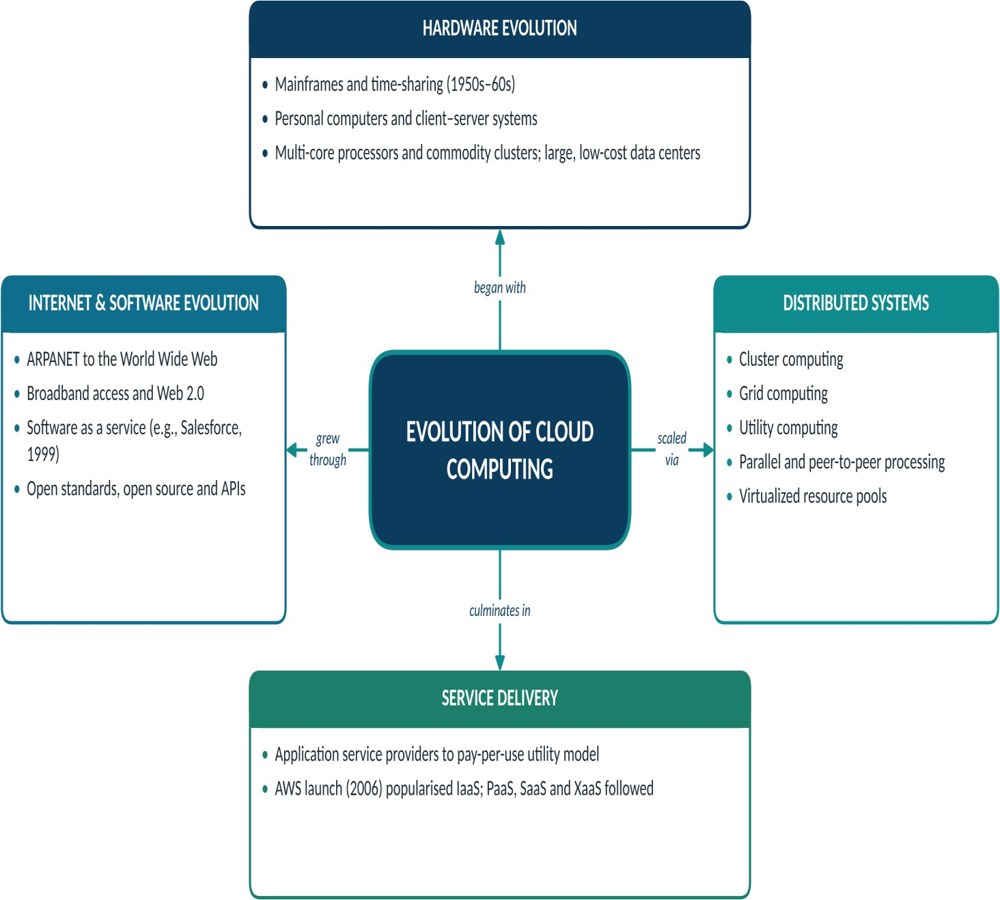 HARDWARE EVOLUTION
• Mainframes and time-sharing (1950s–60s)
• Personal computers and client–server systems
• Multi-core processors and commodity clusters; large, low-cost data centers
began with
INTERNET & SOFTWARE EVOLUTION
• ARPANET to the World Wide Web
• Broadband access and Web 2.0
• Software as a service (e.g., Salesforce,
1999)
• Open standards, open source and APIs
grew
through
EVOLUTION OF CLOUD
COMPUTING
scaled
via
DISTRIBUTED SYSTEMS
• Cluster computing
• Grid computing
• Utility computing
• Parallel and peer-to-peer processing
• Virtualized resource pools
culminates in
SERVICE DELIVERY
• Application service providers to pay-per-use utility model
• AWS launch (2006) popularised IaaS; PaaS, SaaS and XaaS followed